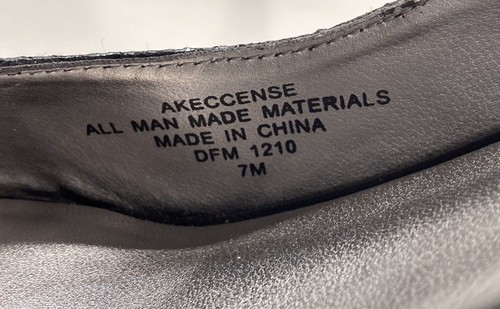 AKECCENSE
ALL MAN MADE MATERIALS
MADE IN CHINA
DFM 1210
7M